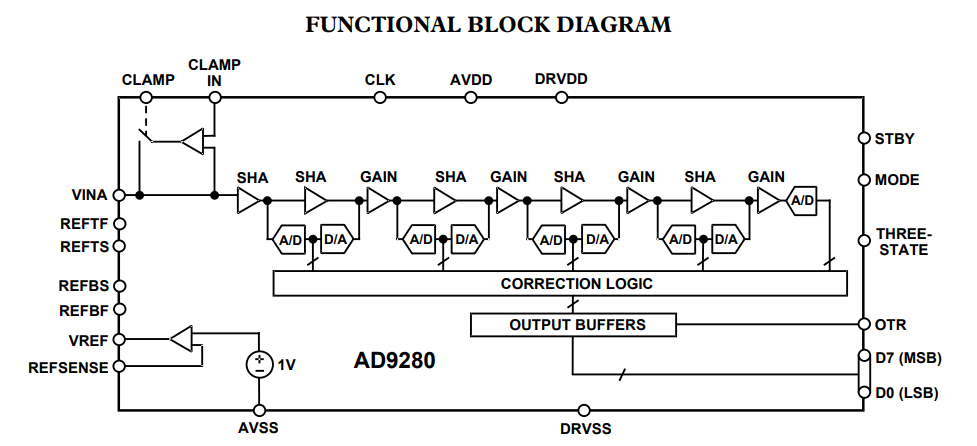 FUNCTIONAL BLOCK DIAGRAM
CLAMP
CLAMP
IN
CLK
AVDD
DRVDD
STBY
MODE
THREE-
STATE
OTR
D7 (MSB)
D0 (LSB)
VINA
REFTF
REFTS
REFBS
REFBF
VREF
REFSENSE
SHA
SHA
GAIN
SHA
GAIN
SHA
GAIN
SHA
GAIN
A/D
A/D
D/A
A/D
D/A
A/D
D/A
A/D
D/A
CORRECTION LOGIC
OUTPUT BUFFERS
1V
AD9280
AVSS
DRVSS